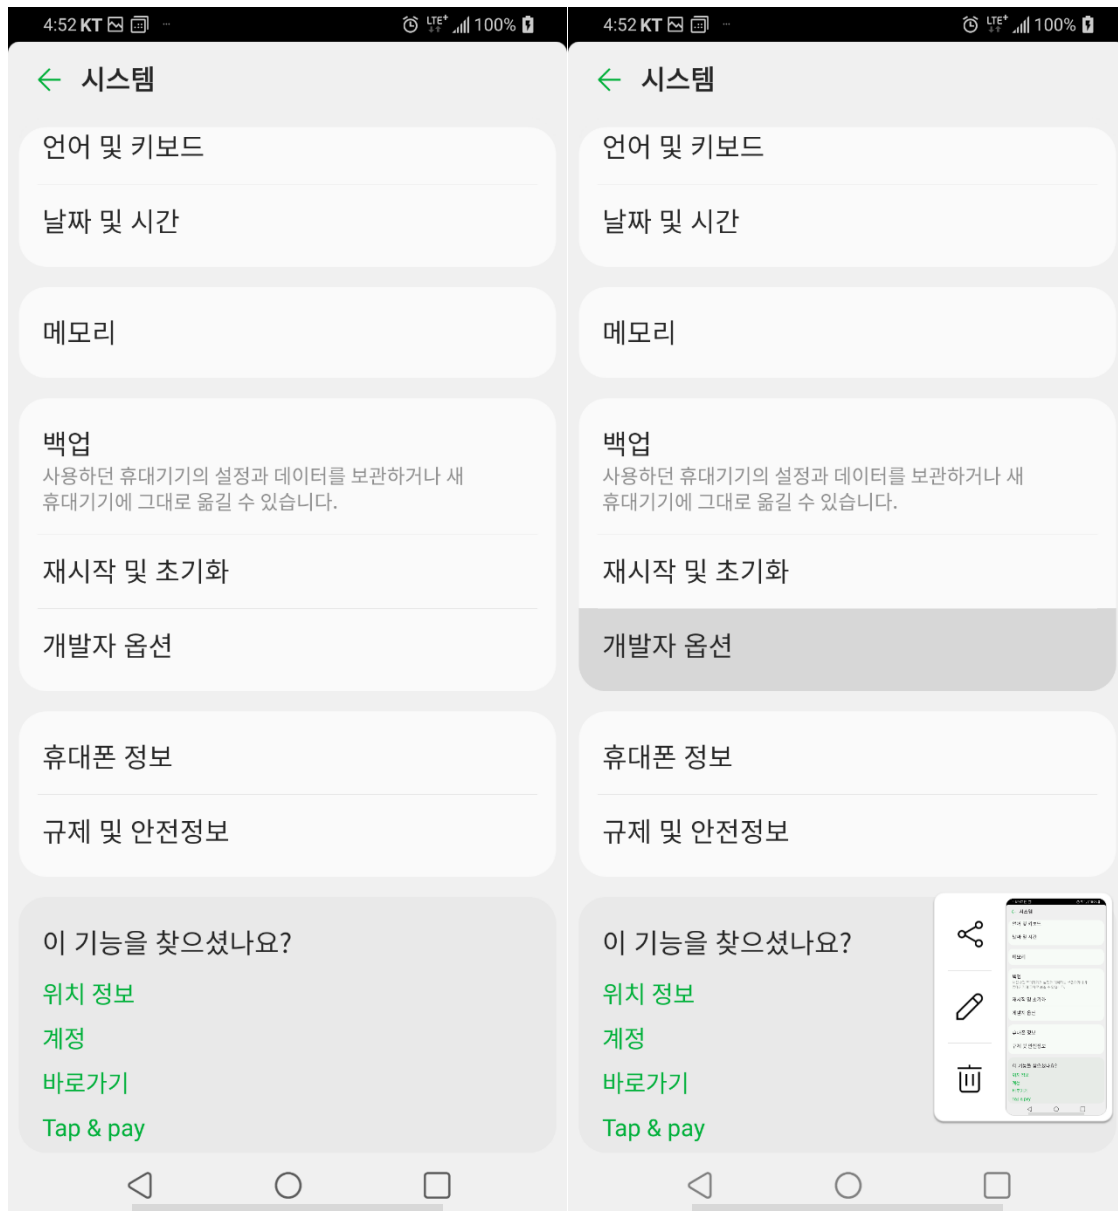 4:52 KT
LTE+ 100%
시스템
언어 및 키보드
날짜 및 시간
메모리
백업
사용하던 휴대기기의 설정과 데이터를 보관하거나 새
휴대기기에 그대로 옮길 수 있습니다.
재시작 및 초기화
개발자 옵션
휴대폰 정보
규제 및 안전정보
이 기능을 찾으셨나요?
위치 정보
계정
바로가기
Tap & pay
4:52 KT
LTE+ 100%
시스템
언어 및 키보드
날짜 및 시간
메모리
백업
사용하던 휴대기기의 설정과 데이터를 보관하거나 새
휴대기기에 그대로 옮길 수 있습니다.
재시작 및 초기화
개발자 옵션
휴대폰 정보
규제 및 안전정보
이 기능을 찾으셨나요?
위치 정보
계정
바로가기
Tap & pay